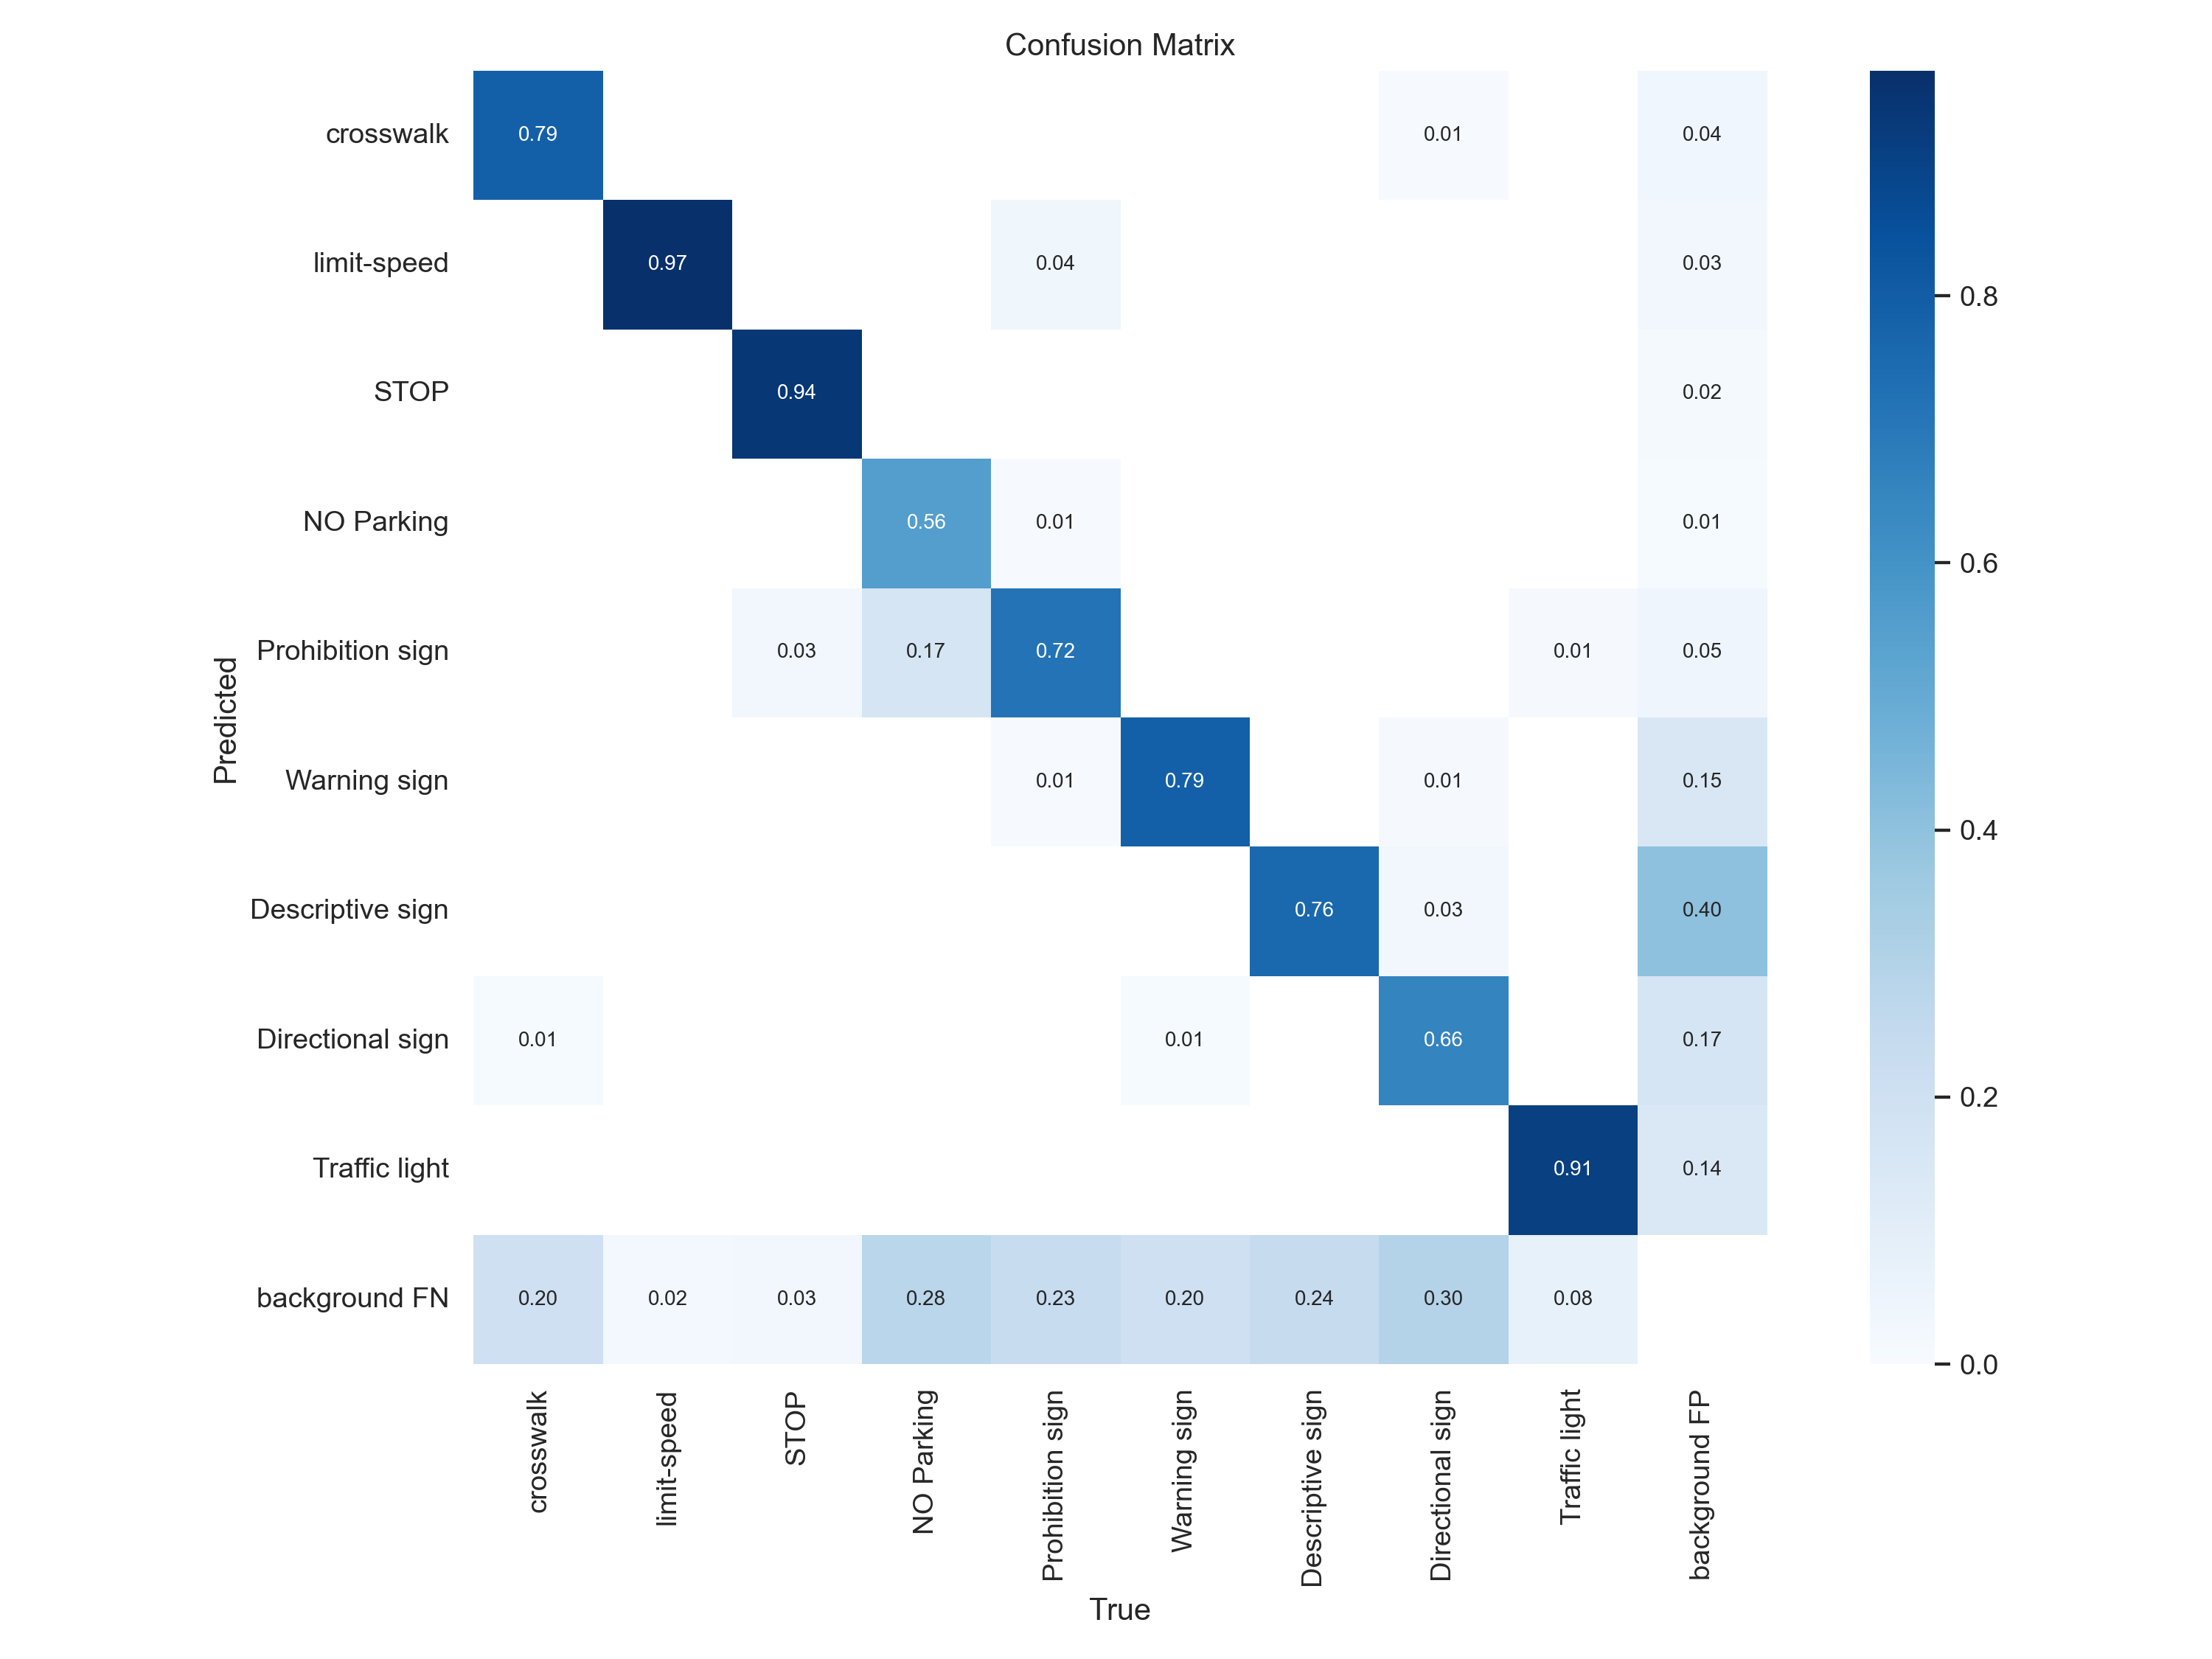 Confusion Matrix
crosswalk 0.79 0.01 0.04
limit-speed 0.97 0.04 0.03
STOP 0.94 0.02
NO Parking 0.56 0.01 0.01
Prohibition sign 0.03 0.17 0.72 0.01 0.05
Warning sign 0.01 0.79 0.01 0.15
Descriptive sign 0.76 0.03 0.40
Directional sign 0.01 0.01 0.66 0.17
Traffic light 0.91 0.14
background FN 0.20 0.02 0.03 0.28 0.23 0.20 0.24 0.30 0.08
Predicted
crosswalk
limit-speed
STOP
NO Parking
Prohibition sign
Warning sign
Descriptive sign
Directional sign
Traffic light
background FP
True
0.8
0.6
0.4
0.2
0.0